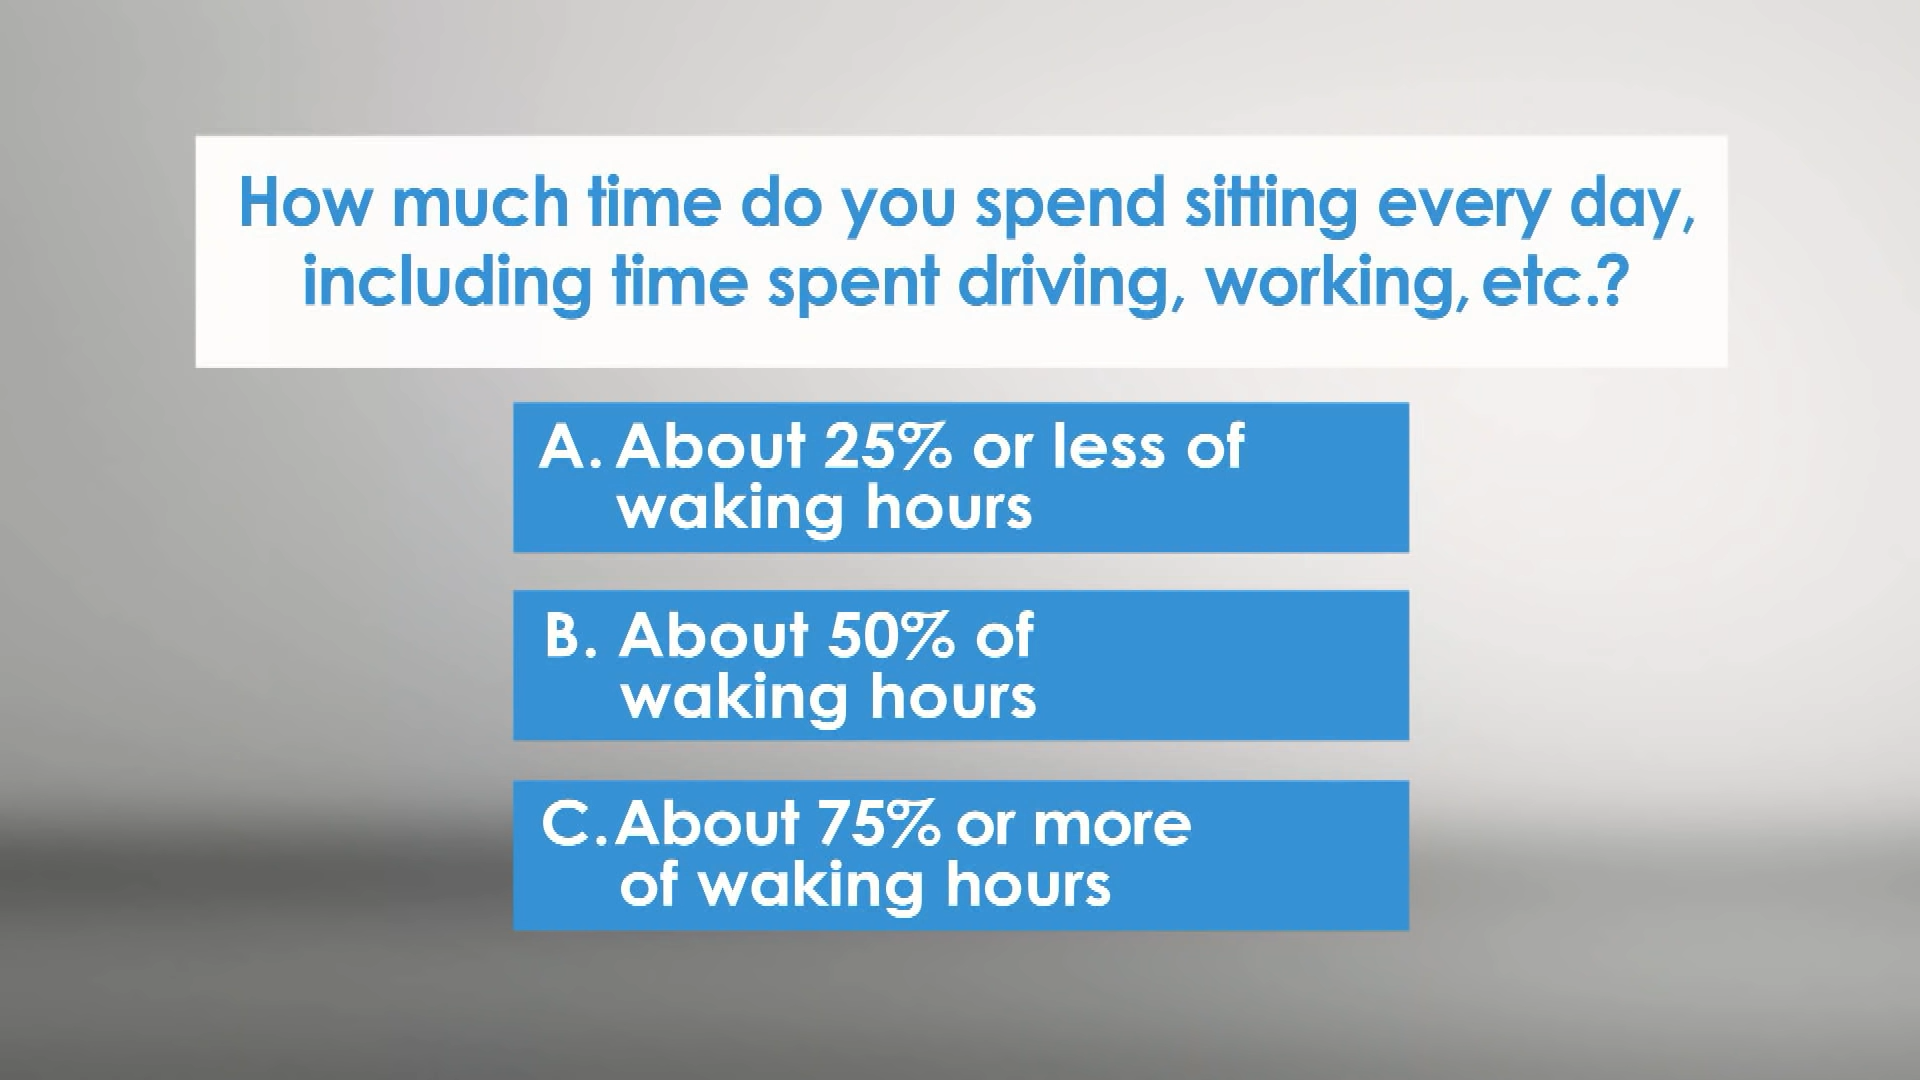 How much time do you spend sitting every day,
including time spent driving, working, etc.?
A. About 25% or less of
waking hours
B. About 50% of
waking hours
C. About 75% or more
of waking hours